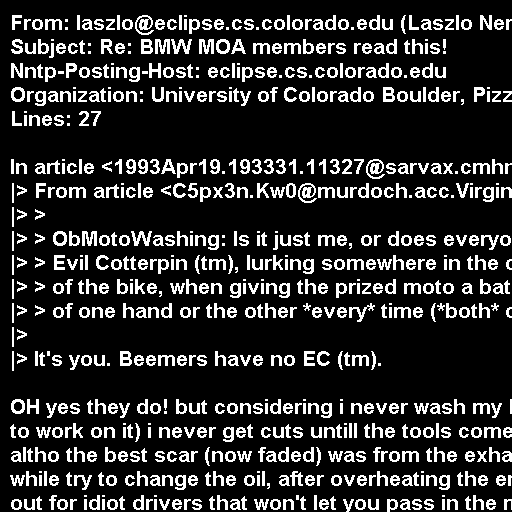 From: laszlo@eclipse.cs.colorado.edu (Laszlo
Subject: Re: BMW MOA members read this!
Nntp-Posting-Host: eclipse.cs.colorado.edu
Organization: University of Colorado Boulder,
Lines: 27

In article <1993Apr19.193331.11327@sarvax.cmhr
|> From article <C5px3n.Kw0@murdoch.acc.Virgin
|> >
|> > ObMotoWashing: Is it just me, or does
|> > Evil Cotterpin (tm), lurking somewhere in the
|> > of the bike, when giving the prized moto a
|> > of one hand or the other *every* time (*both*
|>
|> It's you. Beemers have no EC (tm).

OH yes they do! but considering i never wash my
to work on it) i never get cuts untill the tools
altho the best scar (now faded) was from the
while try to change the oil, after overheating the
out for idiot drivers that won't let you pass in the